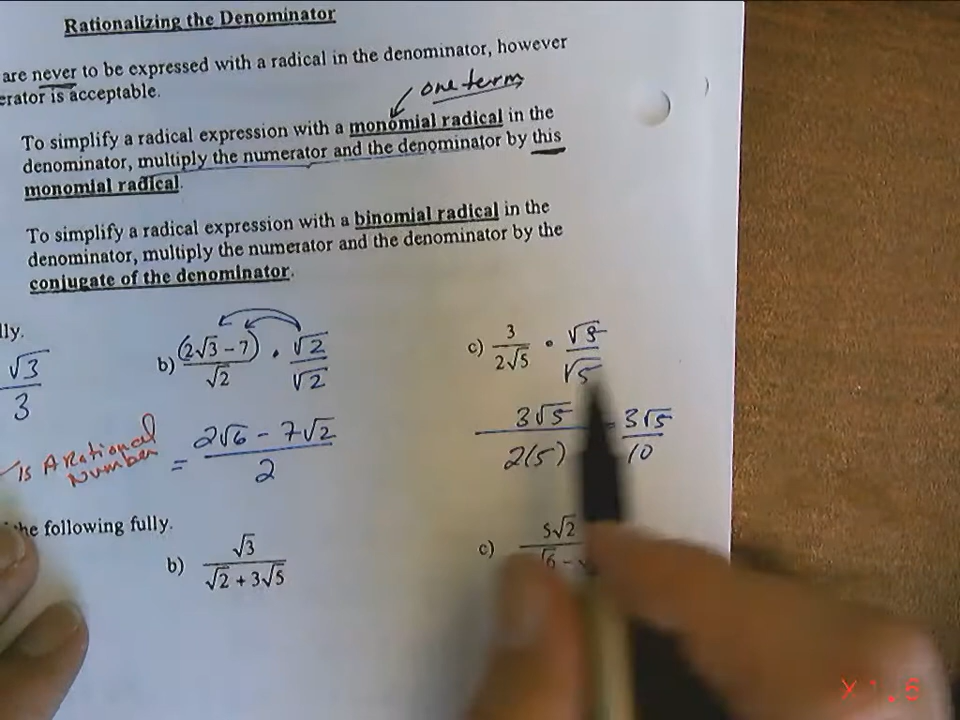 Rationalizing the Denominator
are never to be expressed with a radical in the denominator, however
erator is acceptable.
one term
To simplify a radical expression with a monomial radical in the
denominator, multiply the numerator and the denominator by this
monomial radical.
To simplify a radical expression with a binomial radical in the
denominator, multiply the numerator and the denominator by the
conjugate of the denominator.
lly.
√3/3
b) (2√3 - 7)/√2 · √2/√2
= (2√6 - 7√2)/2
c) 3/(2√5) · √5/√5
3√5/2(5) = 3√5/10
Is A Rational
Number
the following fully.
b) √3/(√2 + 3√5)
c) 5√2/√6 -
X1.6